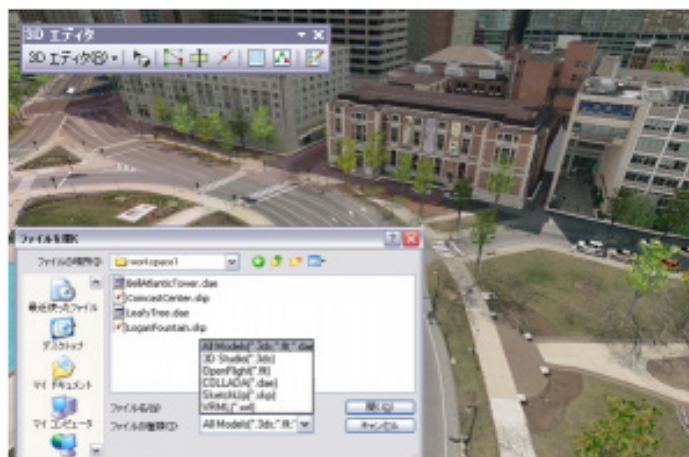 3D エディタ
3D エディタ(B)
ファイルを開く
ファイルの場所(I):
workspace1
最近使ったファイル
デスクトップ
マイ ドキュメント
マイ コンピュータ
BellAtlanticTower.dae
ComcastCenter.skp
LeafyTree.dae
LoganFountain.skp
All Models(*.3ds;*.flt;*.dae
3D Studio(*.3ds)
OpenFlight(*.flt)
COLLADA(*.dae)
SketchUp(*.skp)
VRML(*.wrl)
ファイル名(N):
開く(O)
ファイルの種類(T):
All Models(*.3ds;*.flt;*
キャンセル